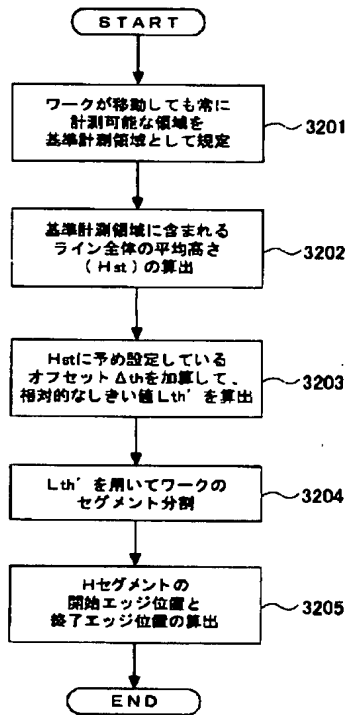 START
ワークが移動しても常に
計測可能な領域を
基準計測領域として規定
3201
基準計測領域に含まれる
ライン全体の平均高さ
(Hst)の算出
3202
Hstに予め設定している
オフセットΔthを加算して、
相対的なしきい値Lth'を算出
3203
Lth'を用いてワークの
セグメント分割
3204
Hセグメントの
開始エッジ位置と
終了エッジ位置の算出
3205
END